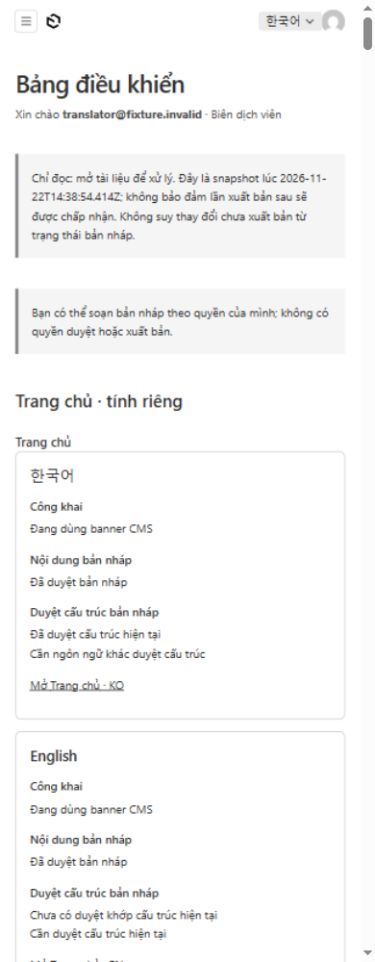 한국어
Bảng điều khiển
Xin chào translator@fixture.invalid · Biên dịch viên
Chỉ đọc: mở tài liệu để xử lý. Đây là snapshot lúc 2026-11-
22T14:38:54.414Z; không bảo đảm lần xuất bản sau sẽ
được chấp nhận. Không suy thay đổi chưa xuất bản từ
trạng thái bản nháp.
Bạn có thể soạn bản nháp theo quyền của mình; không có
quyền duyệt hoặc xuất bản.
Trang chủ · tính riêng
Trang chủ
한국어
Công khai
Đang dùng banner CMS
Nội dung bản nháp
Đã duyệt bản nháp
Duyệt cấu trúc bản nháp
Đã duyệt cấu trúc hiện tại
Cần ngôn ngữ khác duyệt cấu trúc
Mở Trang chủ · KO
English
Công khai
Đang dùng banner CMS
Nội dung bản nháp
Đã duyệt bản nháp
Duyệt cấu trúc bản nháp
Chưa có duyệt khớp cấu trúc hiện tại
Cần duyệt cấu trúc hiện tại